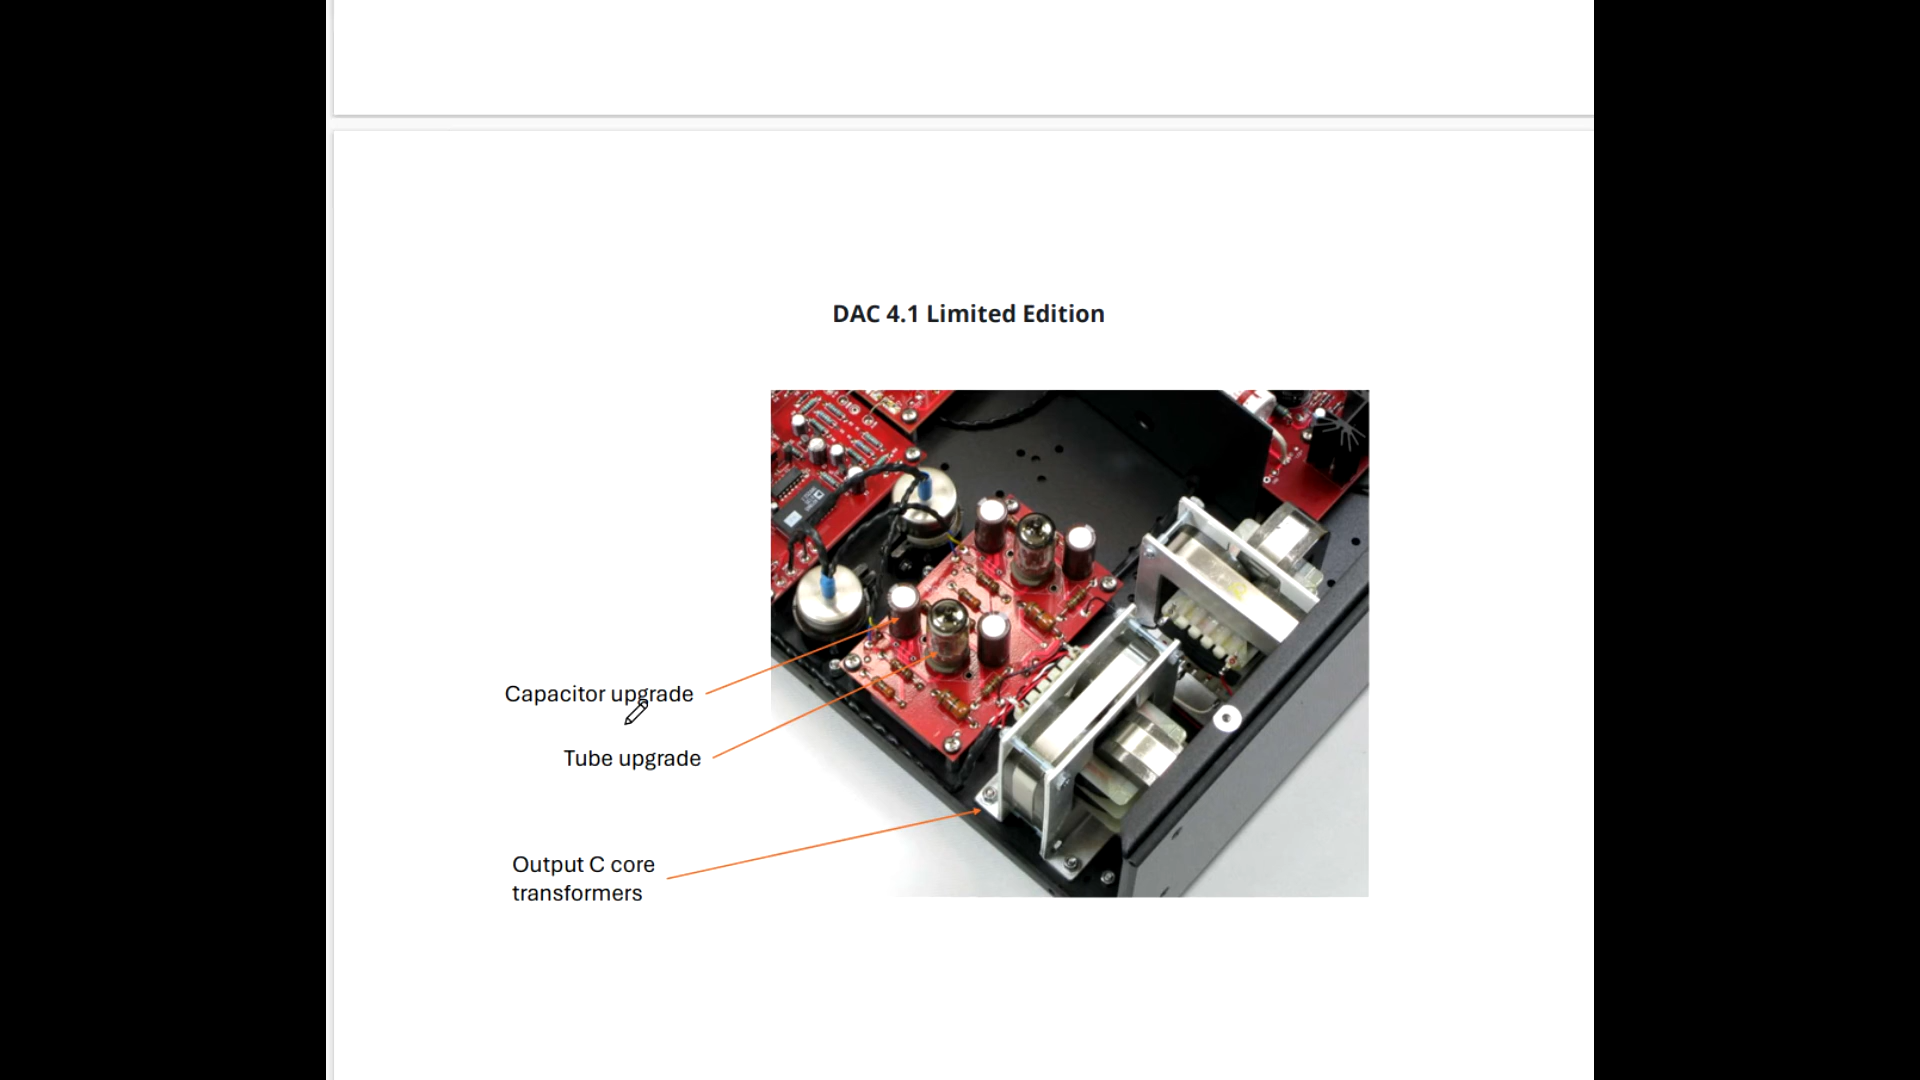 DAC 4.1 Limited Edition
Capacitor upgrade
Tube upgrade
Output C core
transformers